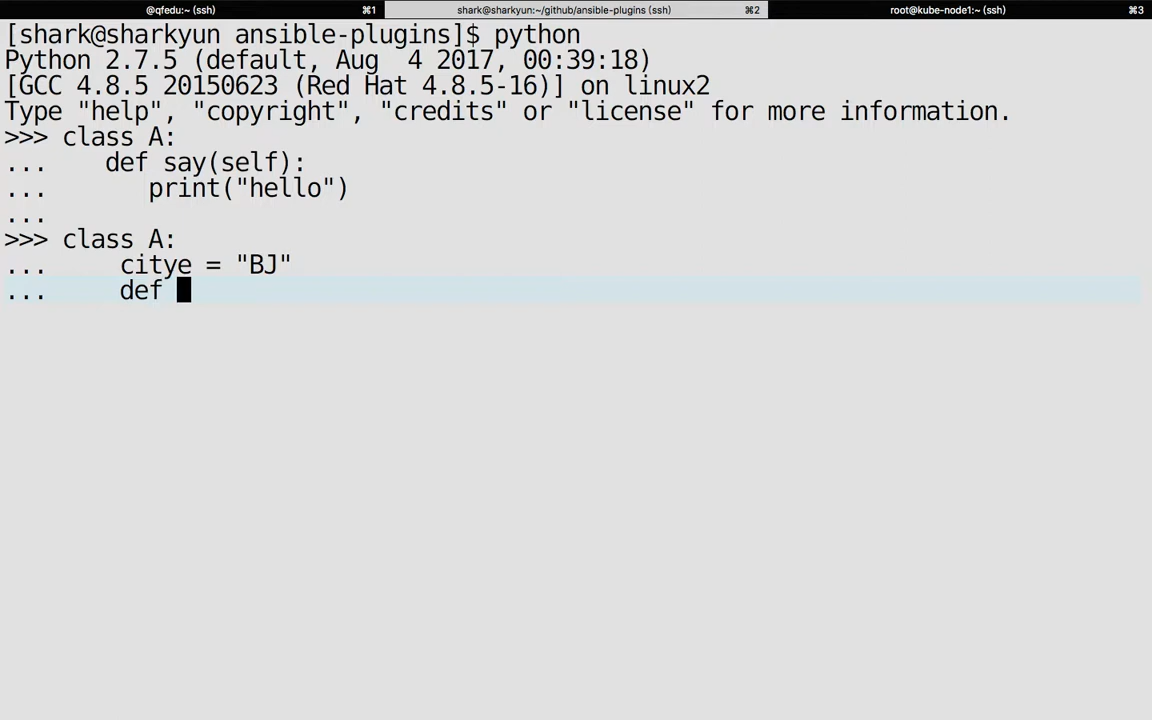 @qfedu:~ (ssh) ⌘1 shark@sharkyun:~/github/ansible-plugins (ssh) ⌘2 root@kube-node1:~ (ssh) ⌘3
[shark@sharkyun ansible-plugins]$ python
Python 2.7.5 (default, Aug  4 2017, 00:39:18)
[GCC 4.8.5 20150623 (Red Hat 4.8.5-16)] on linux2
Type "help", "copyright", "credits" or "license" for more information.
>>> class A:
...    def say(self):
...       print("hello")
...
>>> class A:
...     citye = "BJ"
...     def